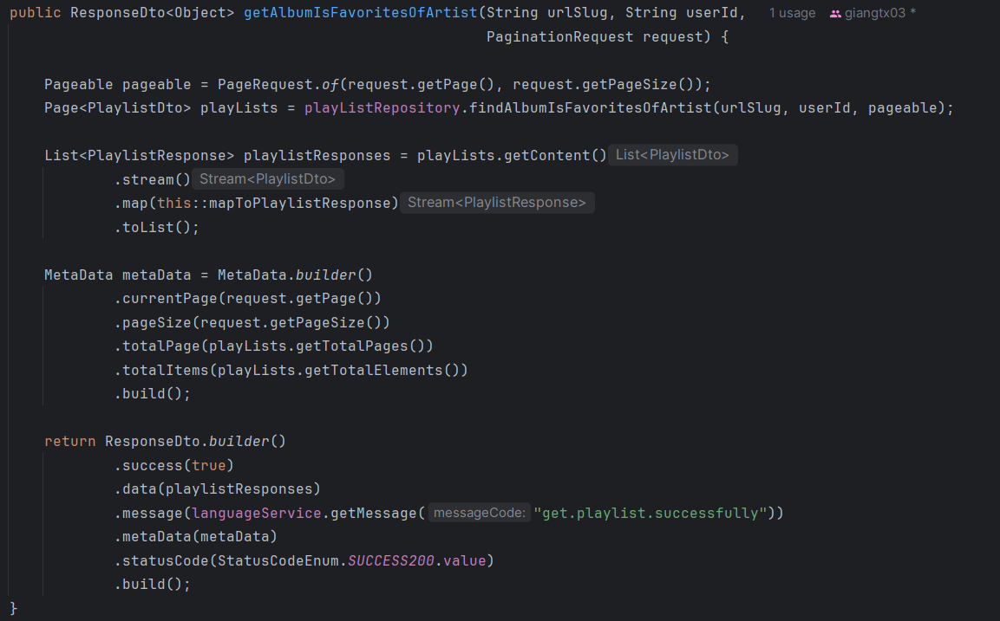 public ResponseDto<Object> getAlbumIsFavoritesOfArtist(String urlSlug, String userId, 1 usage giangtx03 *
PaginationRequest request) {
Pageable pageable = PageRequest.of(request.getPage(), request.getPageSize());
Page<PlaylistDto> playLists = playListRepository.findAlbumIsFavoritesOfArtist(urlSlug, userId, pageable);
List<PlaylistResponse> playlistResponses = playLists.getContent() List<PlaylistDto>
.stream() Stream<PlaylistDto>
.map(this::mapToPlaylistResponse) Stream<PlaylistResponse>
.toList();
MetaData metaData = MetaData.builder()
.currentPage(request.getPage())
.pageSize(request.getPageSize())
.totalPage(playLists.getTotalPages())
.totalItems(playLists.getTotalElements())
.build();
return ResponseDto.builder()
.success(true)
.data(playlistResponses)
.message(languageService.getMessage( messageCode: "get.playlist.successfully"))
.metaData(metaData)
.statusCode(StatusCodeEnum.SUCCESS200.value)
.build();
}